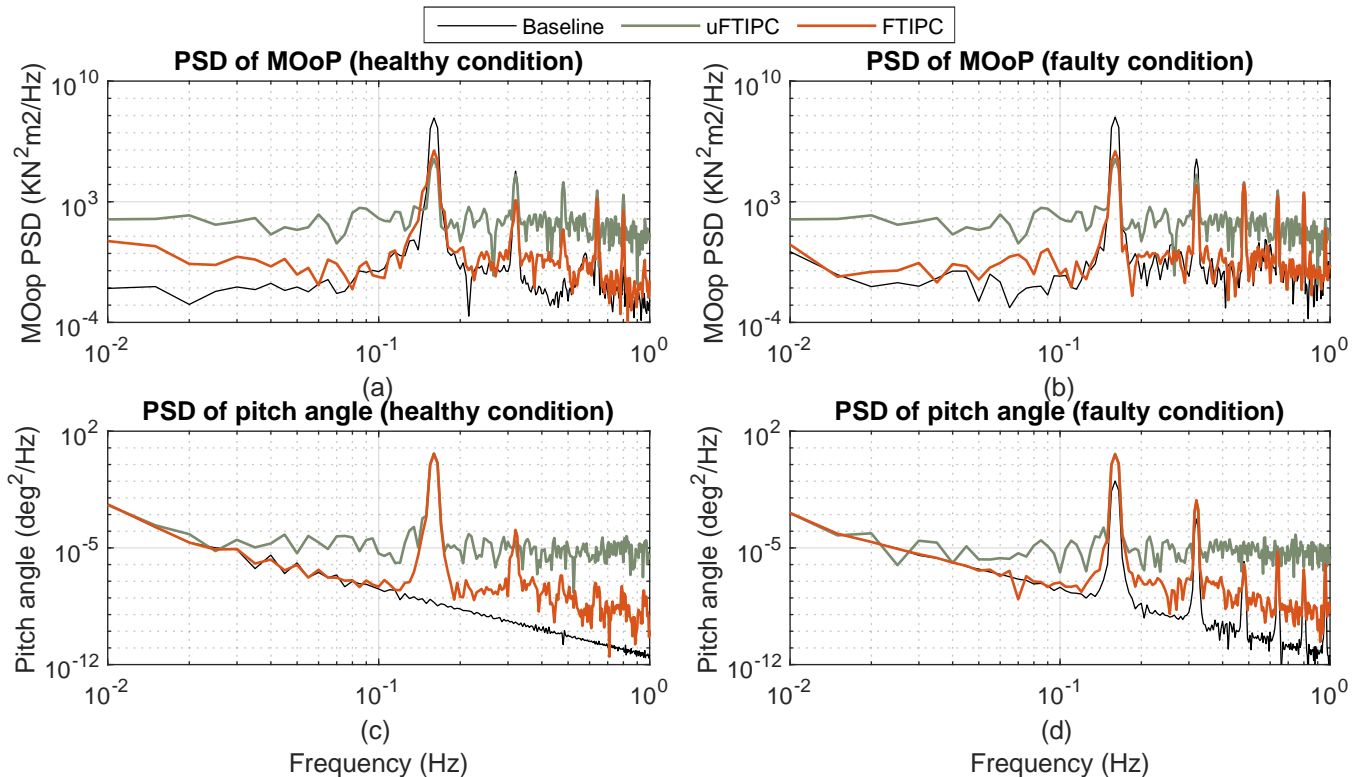 Baseline uFTIPC FTIPC
PSD of MOoP (healthy condition)
MOop PSD (KN^2m2/Hz)
10^10
10^3
10^-4
10^-2 10^-1 10^0
(a)
PSD of MOoP (faulty condition)
MOoP PSD (KN^2m2/Hz)
10^10
10^3
10^-4
10^-2 10^-1 10^0
(b)
PSD of pitch angle (healthy condition)
Pitch angle (deg^2/Hz)
10^2
10^-5
10^-12
10^-2 10^-1 10^0
(c)
Frequency (Hz)
PSD of pitch angle (faulty condition)
Pitch angle (deg^2/Hz)
10^2
10^-5
10^-12
10^-2 10^-1 10^0
(d)
Frequency (Hz)